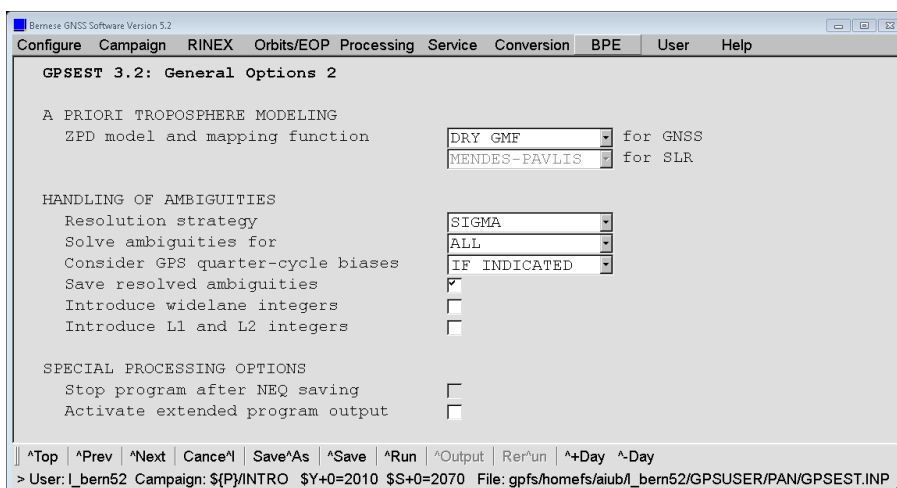 Bernese GNSS Software Version 5.2
Configure Campaign RINEX Orbits/EOP Processing Service Conversion BPE User Help
GPSEST 3.2: General Options 2
A PRIORI TROPOSPHERE MODELING
ZPD model and mapping function DRY GMF for GNSS
MENDES-PAVLIS for SLR
HANDLING OF AMBIGUITIES
Resolution strategy SIGMA
Solve ambiguities for ALL
Consider GPS quarter-cycle biases IF INDICATED
Save resolved ambiguities
Introduce widelane integers
Introduce L1 and L2 integers
SPECIAL PROCESSING OPTIONS
Stop program after NEQ saving
Activate extended program output
^Top ^Prev ^Next Cance^l Save^As ^Save ^Run ^Output Rer^un ^+Day ^-Day
> User: l_bern52 Campaign: ${P}/INTRO $Y+0=2010 $S+0=2070 File: gpfs/homefs/aiub/l_bern52/GPSUSER/PAN/GPSEST.INP